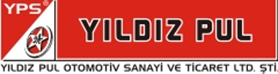 YPS®
YILDIZ PUL
YILDIZ PUL OTOMOTİV SANAYİ VE TİCARET LTD. ŞTİ